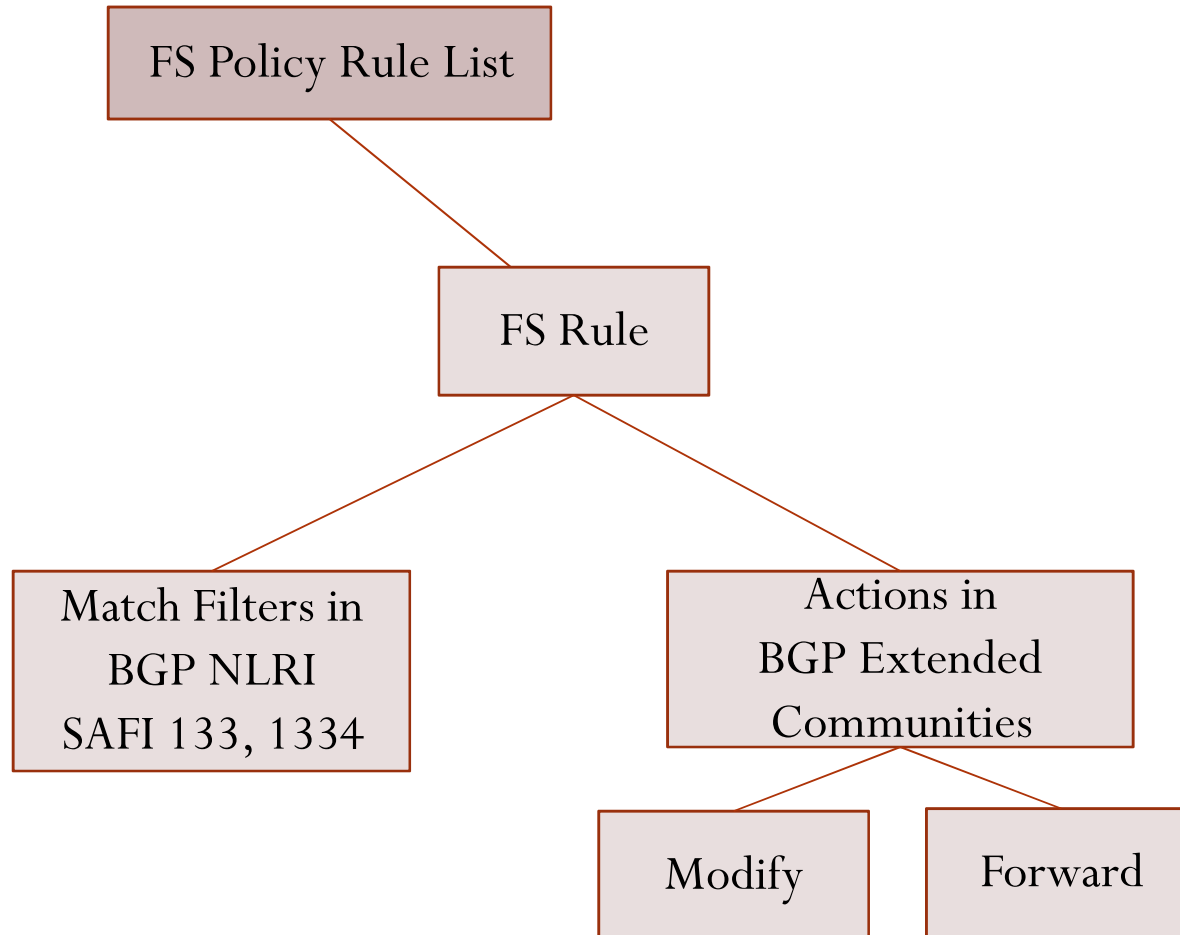 FS Policy Rule List
FS Rule
Match Filters in
BGP NLRI
SAFI 133, 1334
Actions in
BGP Extended
Communities
Modify
Forward